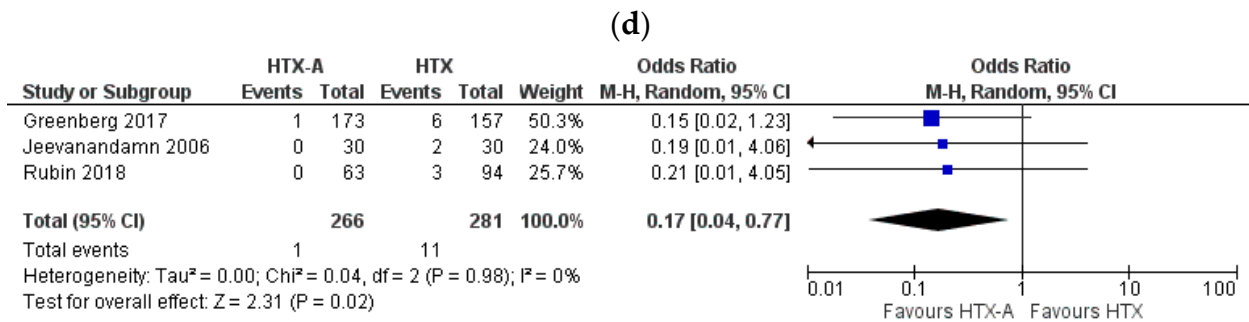 (d)
HTX-A HTX Odds Ratio Odds Ratio
Study or Subgroup Events Total Events Total Weight M-H, Random, 95% CI M-H, Random, 95% CI
Greenberg 2017 1 173 6 157 50.3% 0.15 [0.02, 1.23]
Jeevanandamn 2006 0 30 2 30 24.0% 0.19 [0.01, 4.06]
Rubin 2018 0 63 3 94 25.7% 0.21 [0.01, 4.05]
Total (95% CI) 266 281 100.0% 0.17 [0.04, 0.77]
Total events 1 11
Heterogeneity: Tau² = 0.00; Chi² = 0.04, df = 2 (P = 0.98); I² = 0%
Test for overall effect: Z = 2.31 (P = 0.02)
0.01 0.1 1 10 100
Favours HTX-A Favours HTX